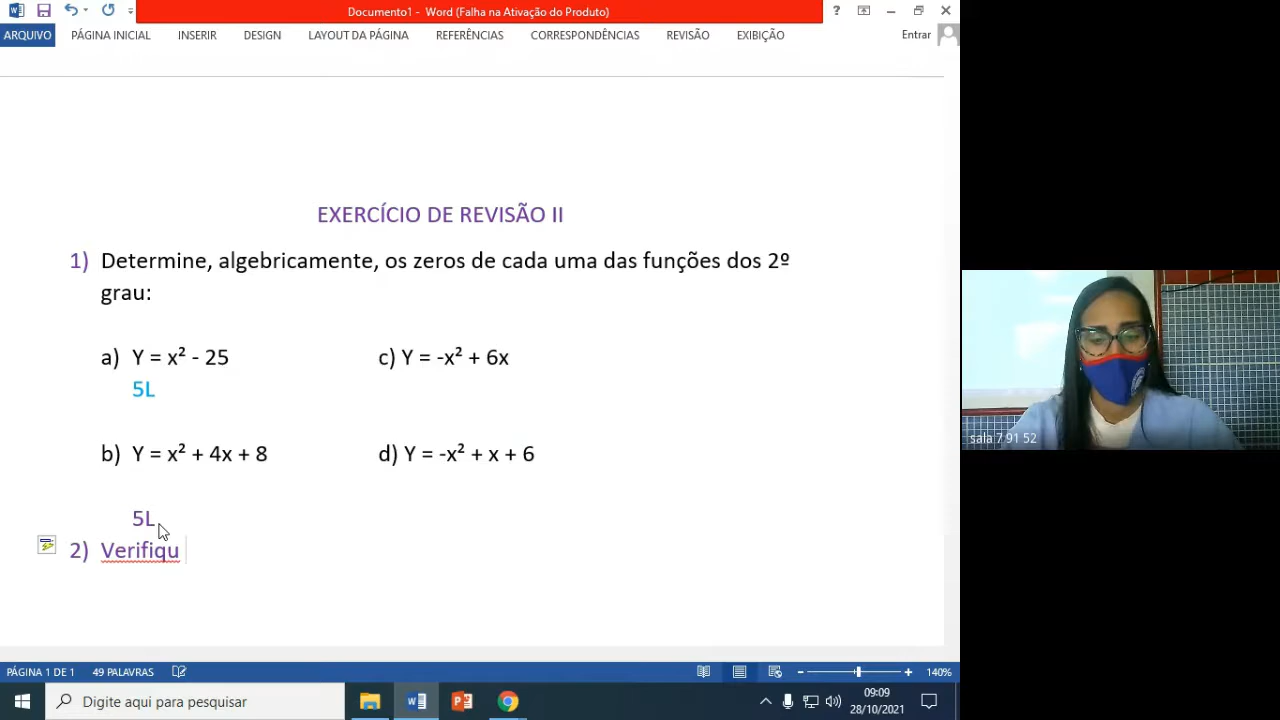 Documento1 - Word (Falha na Ativação do Produto)
ARQUIVO PÁGINA INICIAL INSERIR DESIGN LAYOUT DA PÁGINA REFERÊNCIAS CORRESPONDÊNCIAS REVISÃO EXIBIÇÃO Entrar
EXERCÍCIO DE REVISÃO II
1) Determine, algebricamente, os zeros de cada uma das funções dos 2º
grau:
a) Y = x² - 25 c) Y = -x² + 6x
5L
b) Y = x² + 4x + 8 d) Y = -x² + x + 6
5L
2) Verifiqu
sala 7 91 52
PÁGINA 1 DE 1 49 PALAVRAS 140%
Digite aqui para pesquisar
09:09
28/10/2021